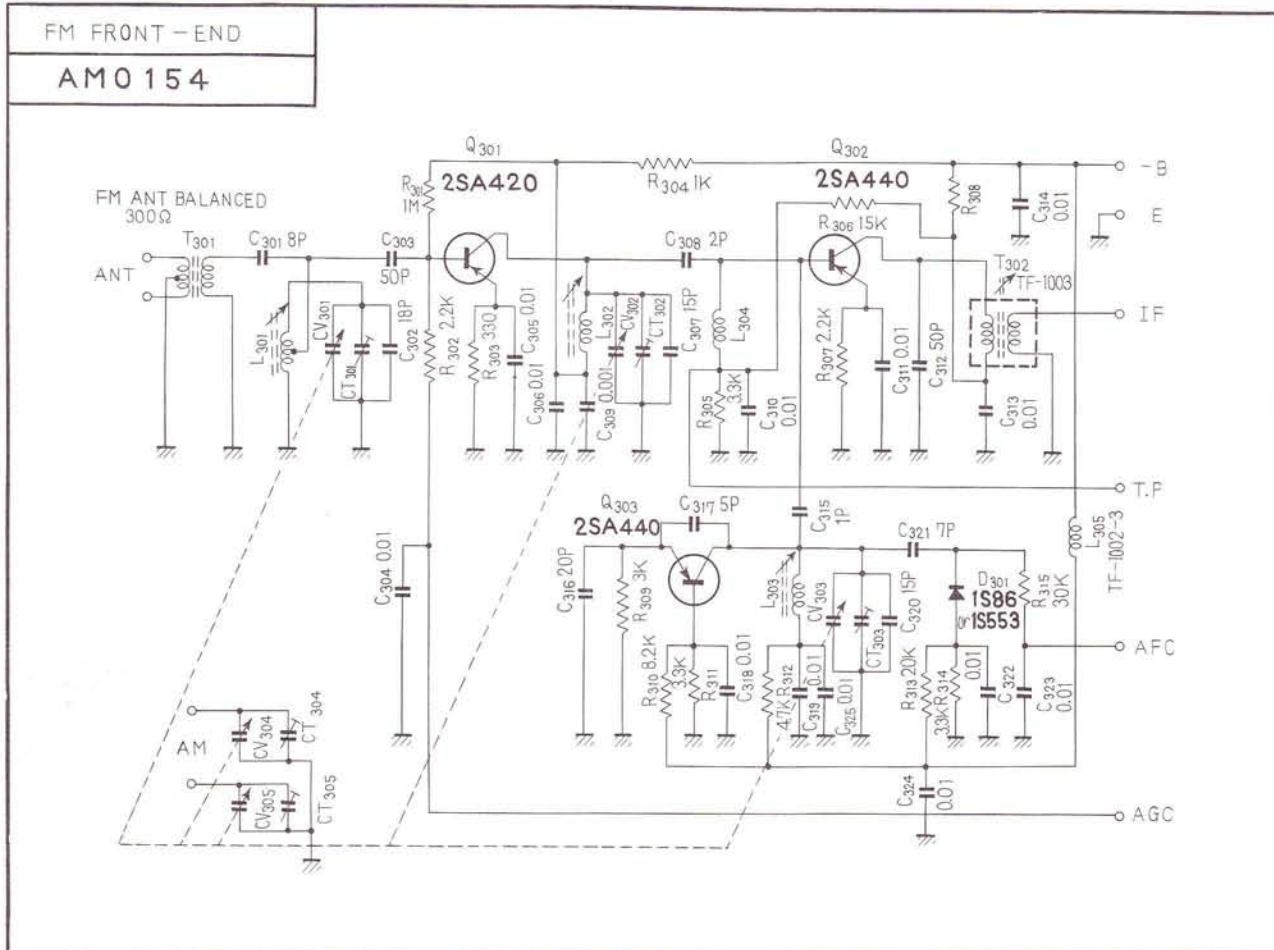 FM FRONT-END
AM0154
FM ANT BALANCED
300Ω
ANT
T301
C301 8P
L301
CV301
CT301
C302 18P
C303
50P
R301
1M
Q301
2SA420
R302 2.2K
R303 330
C305 0.01
C306 0.01
C309 0.001
L302
CV302
CT302
C307 15P
R304 1K
C308 2P
L304
R305
3.3K
C310
0.01
Q302
2SA440
R306 15K
R307 2.2K
C311 0.01
C312 50P
R308
C314
0.01
T302
TF-1003
C313
0.01
-B
E
IF
T.P
AFC
AGC
C304 0.01
Q303
2SA440
C317 5P
C316 20P
R309 3K
R310 8.2K
3.3K
R311
C318 0.01
C315
1P
L303
CV303
CT303
C320 15P
4.7K R312
C319 0.01
C325 0.01
C321 7P
D301
1S86
or 1S553
R315
30K
L305
TF-1002-3
R313 20K
3.3K R314
0.01
C322
C323
0.01
C324
0.01
AM
CV304
CT304
CV305
CT305